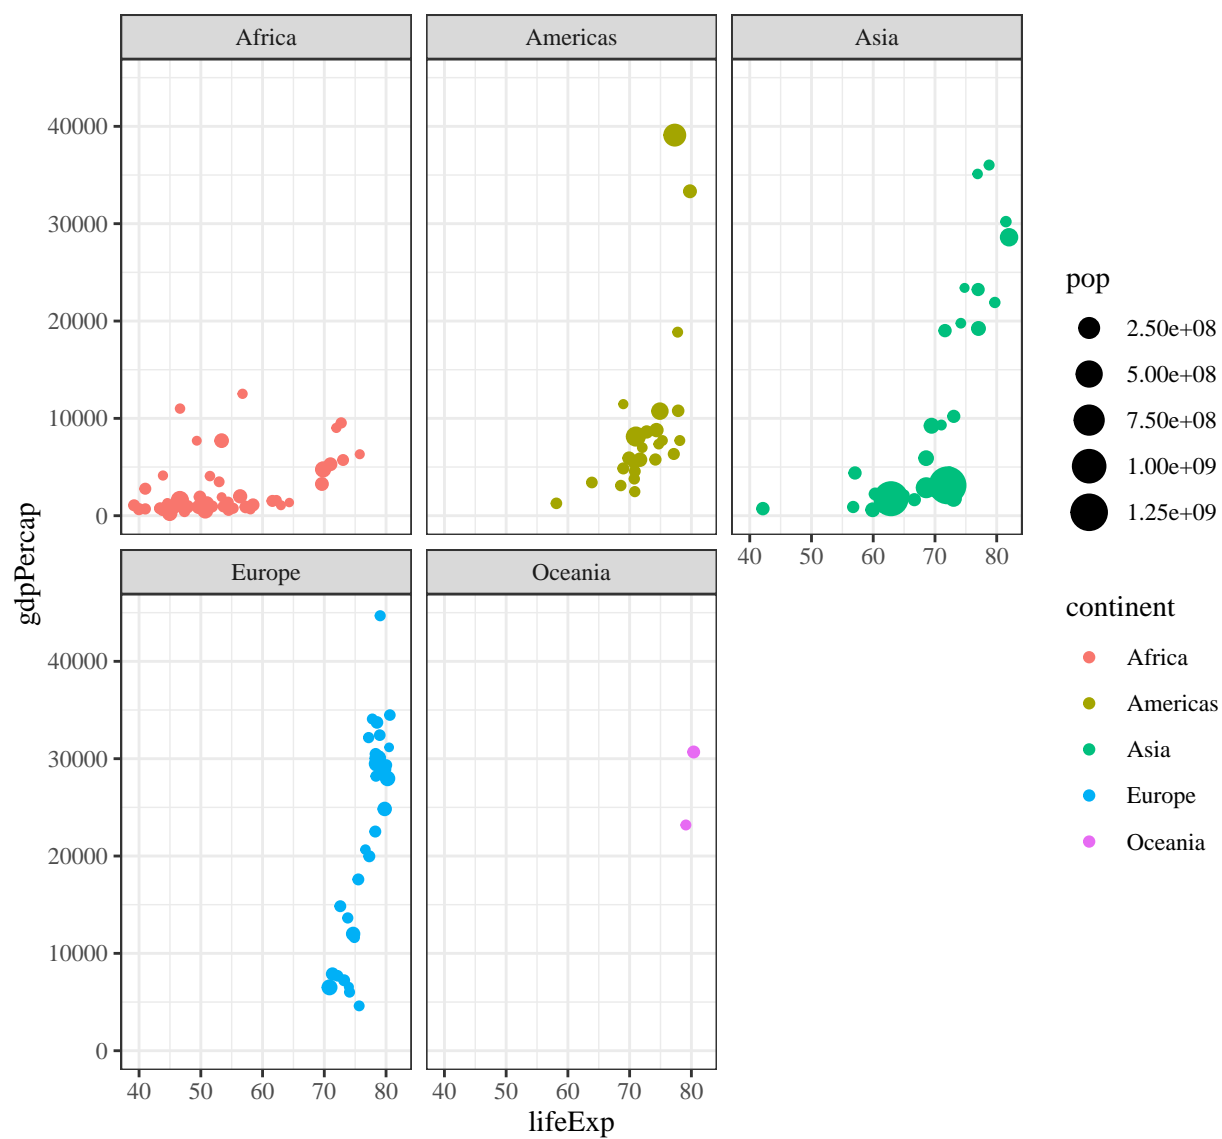 Africa
Americas
Asia
40000
30000
20000
10000
0
40 50 60 70 80
Europe
Oceania
40000
30000
20000
10000
0
40 50 60 70 80
40 50 60 70 80
lifeExp
gdpPercap
pop
2.50e+08
5.00e+08
7.50e+08
1.00e+09
1.25e+09
continent
Africa
Americas
Asia
Europe
Oceania